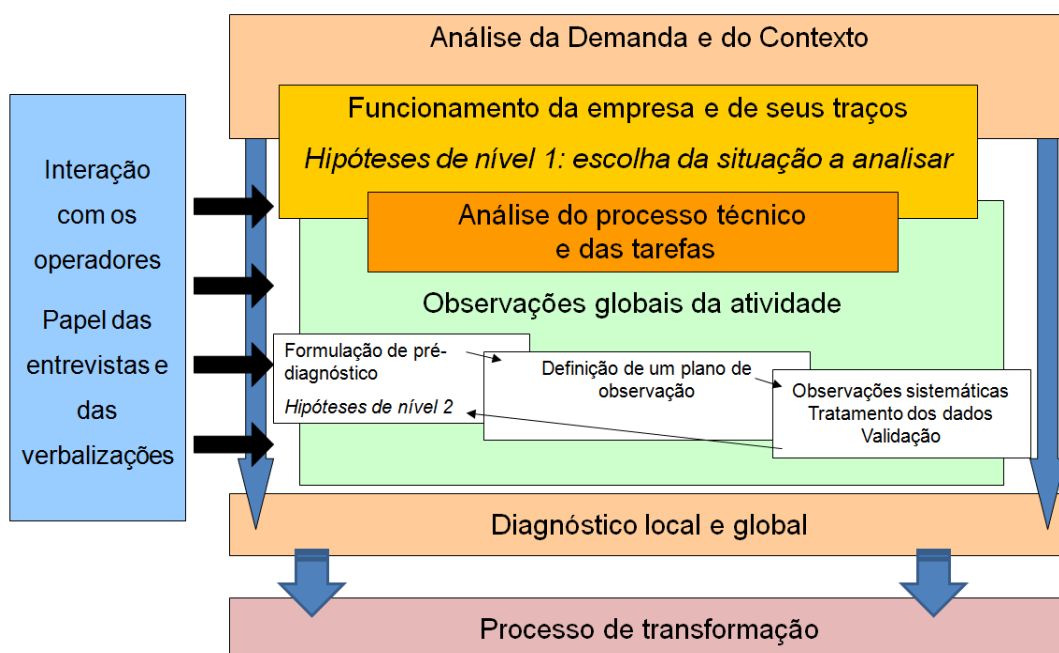 Análise da Demanda e do Contexto
Funcionamento da empresa e de seus traços
Hipóteses de nível 1: escolha da situação a analisar
Análise do processo técnico
e das tarefas
Interação
com os
operadores
Papel das
entrevistas e
das
verbalizações
Observações globais da atividade
Formulação de pré-
diagnóstico
Hipóteses de nível 2
Definição de um plano de
observação
Observações sistemáticas
Tratamento dos dados
Validação
Diagnóstico local e global
Processo de transformação